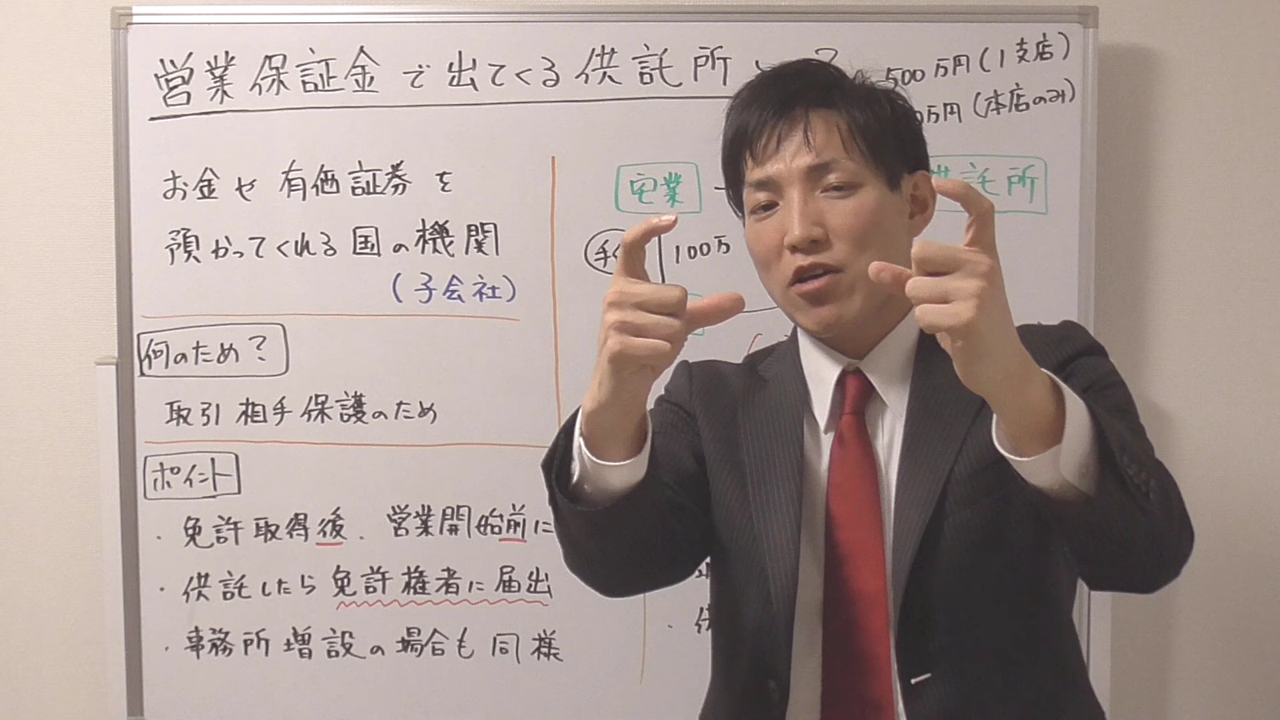 営業保証金で出てくる供託所
500万円(1支店)
万円(本店のみ)
お金や有価証券を
預かってくれる国の機関
(子会社)
何のため?
取引相手保護のため
ポイント
・免許取得後、営業開始前に
・供託したら免許権者に届出
・事務所増設の場合も同様
宅業
託所
100万